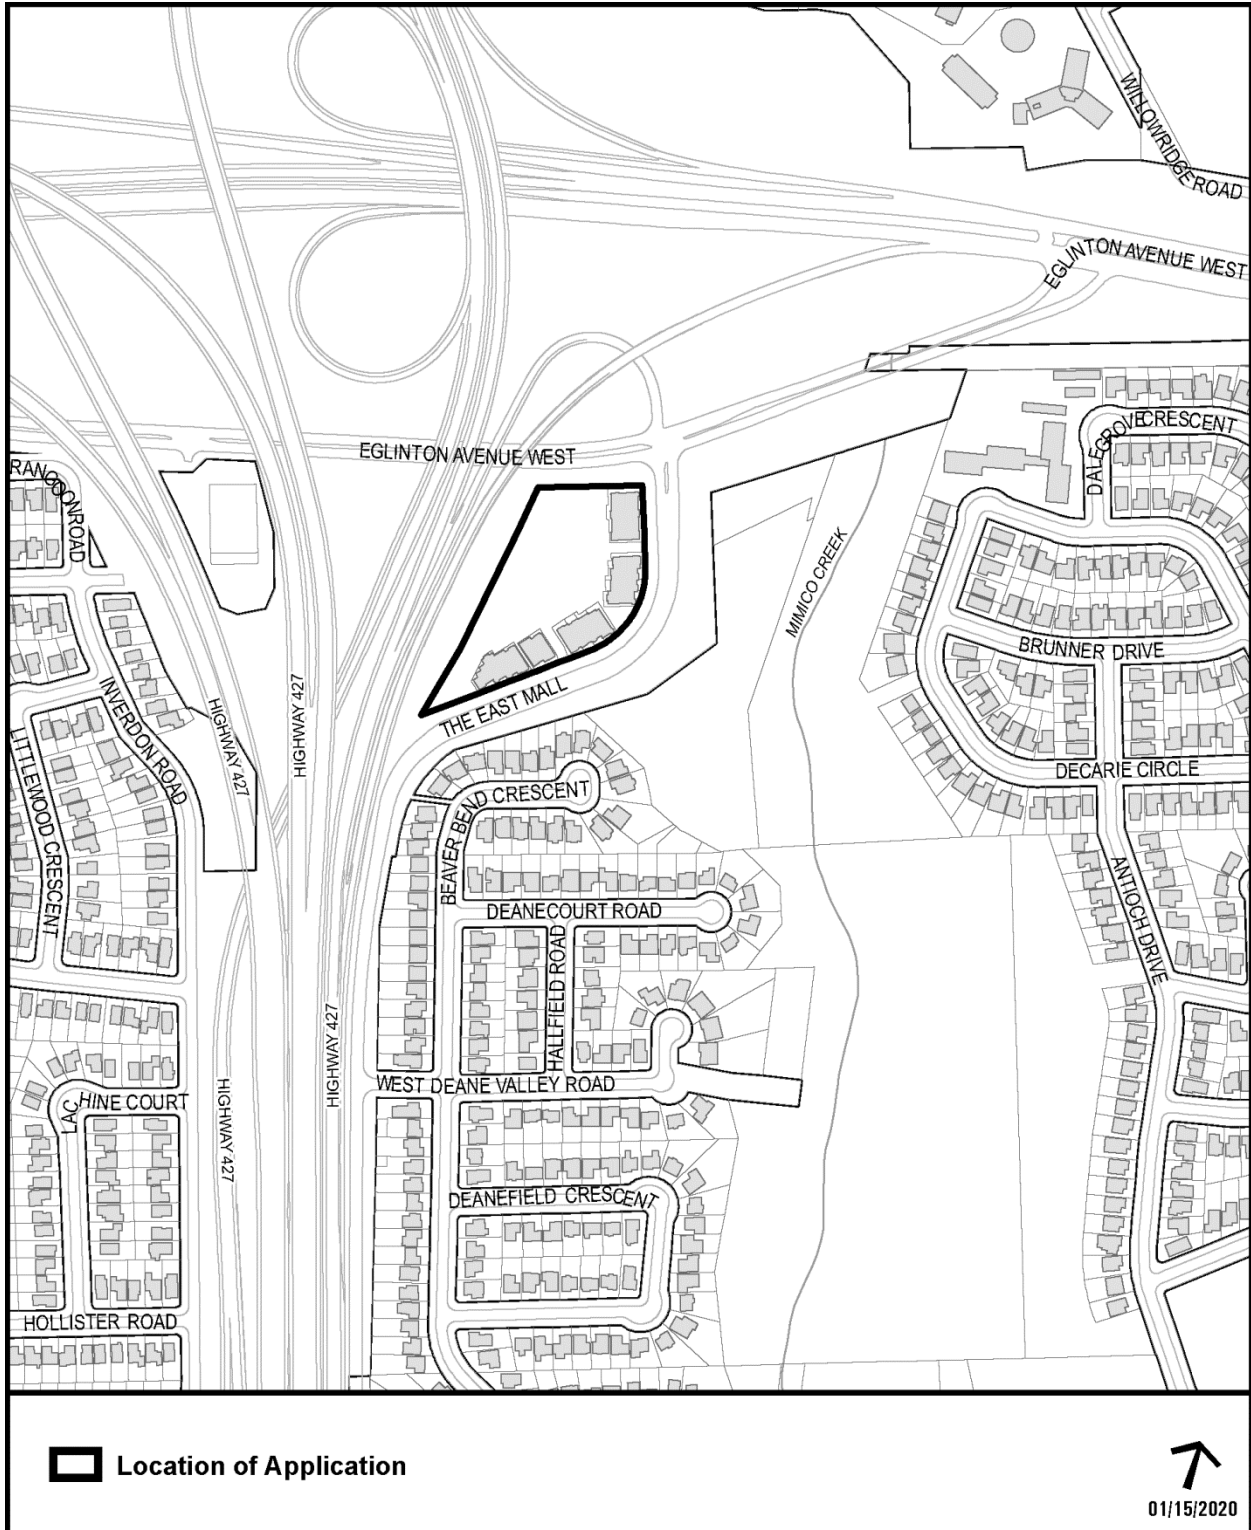 WILLOWRIDGE ROAD
EGLINTON AVENUE WEST
DALEGROVE CRESCENT
EGLINTON AVENUE WEST
RANGOON ROAD
MIMICO CREEK
BRUNNER DRIVE
THE EAST MALL
INVERDON ROAD
HIGHWAY 427
HIGHWAY 427
LITTLEWOOD CRESCENT
DECARIE CIRCLE
BEAVER BEND CRESCENT
ANTIOCH DRIVE
DEANECOURT ROAD
HALLFIELD ROAD
HIGHWAY 427
WEST DEANE VALLEY ROAD
HIGHWAY 427
LAC HINE COURT
DEANEFIELD CRESCENT
HOLLISTER ROAD
Location of Application
01/15/2020